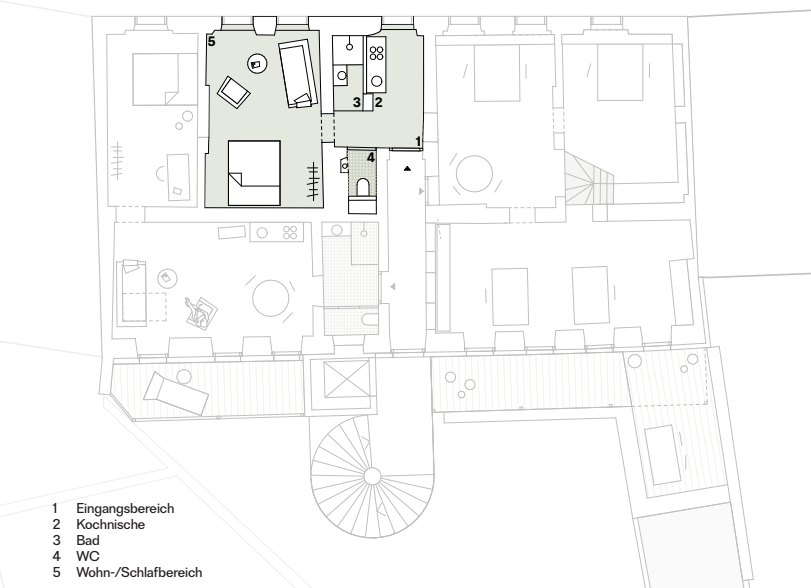 5
3 2
1
4
1 Eingangsbereich
2 Kochnische
3 Bad
4 WC
5 Wohn-/Schlafbereich